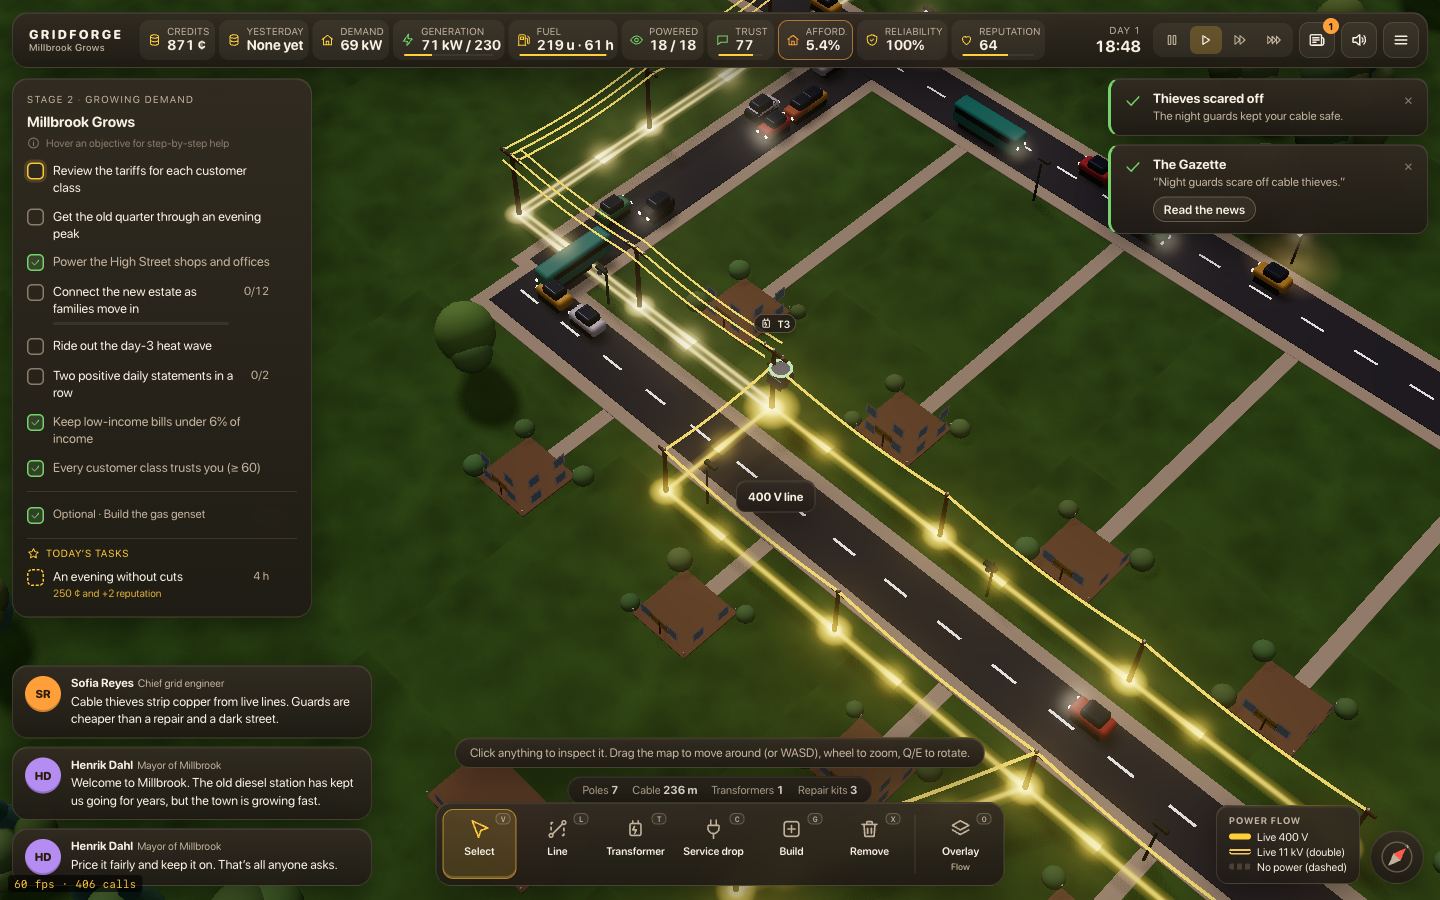 GRIDFORGE
Millbrook Grows
CREDITS
871 ¢
YESTERDAY
None yet
DEMAND
69 kW
GENERATION
71 kW / 230
FUEL
219 u · 61 h
POWERED
18 / 18
TRUST
77
AFFORD.
5.4%
RELIABILITY
100%
REPUTATION
64
DAY 1
18:48
1
STAGE 2 · GROWING DEMAND
Millbrook Grows
Hover an objective for step-by-step help
Review the tariffs for each customer
class
Get the old quarter through an evening
peak
Power the High Street shops and offices
Connect the new estate as 0/12
families move in
Ride out the day-3 heat wave
Two positive daily statements in a 0/2
row
Keep low-income bills under 6% of
income
Every customer class trusts you (≥ 60)
Optional · Build the gas genset
TODAY'S TASKS
An evening without cuts 4 h
250 ¢ and +2 reputation
Thieves scared off ×
The night guards kept your cable safe.
The Gazette ×
“Night guards scare off cable thieves.”
Read the news
T3
400 V line
SR
Sofia Reyes Chief grid engineer
Cable thieves strip copper from live lines. Guards are
cheaper than a repair and a dark street.
HD
Henrik Dahl Mayor of Millbrook
Welcome to Millbrook. The old diesel station has kept
us going for years, but the town is growing fast.
HD
Henrik Dahl Mayor of Millbrook
Price it fairly and keep it on. That's all anyone asks.
60 fps · 406 calls
Click anything to inspect it. Drag the map to move around (or WASD), wheel to zoom, Q/E to rotate.
Poles 7 Cable 236 m Transformers 1 Repair kits 3
V L T C G X O
Select Line Transformer Service drop Build Remove Overlay
Flow
POWER FLOW
Live 400 V
Live 11 kV (double)
No power (dashed)